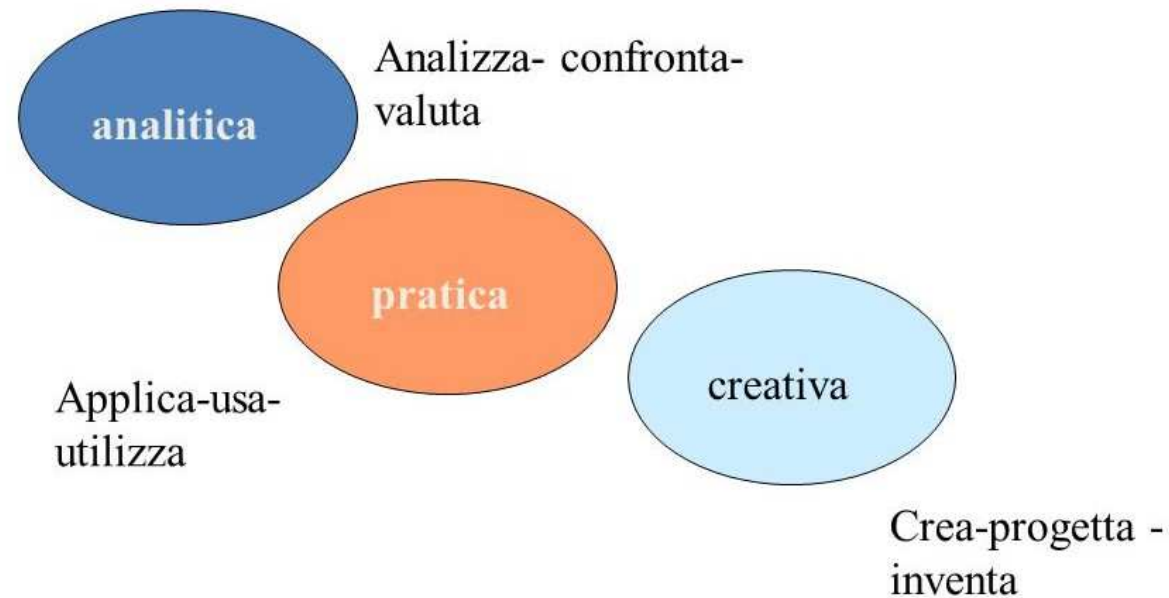 analitica
Analizza- confronta-
valuta
pratica
Applica-usa-
utilizza
creativa
Crea-progetta -
inventa